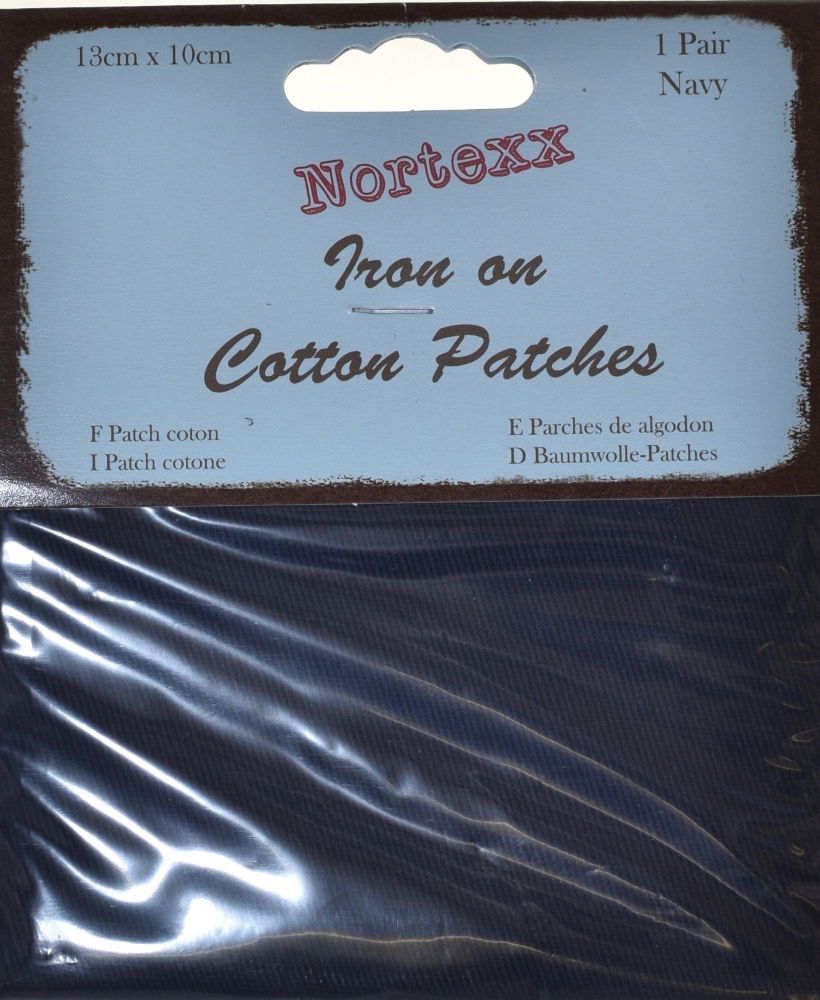 13cm x 10cm
1 Pair
Navy
Nortexx
Iron on
Cotton Patches
F Patch coton
I Patch cotone
E Parches de algodon
D Baumwolle-Patches